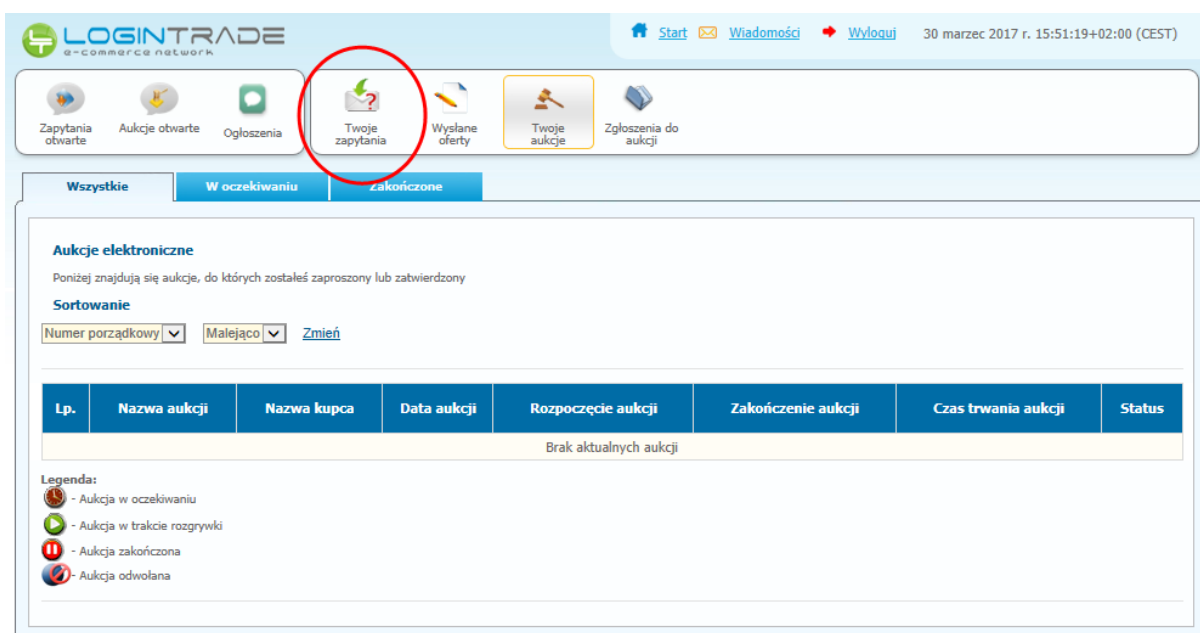 LOGINTRADE
e-commerce network
Start Wiadomości Wyloguj 30 marzec 2017 r. 15:51:19+02:00 (CEST)
Zapytania otwarte
Aukcje otwarte
Ogłoszenia
Twoje zapytania
Wysłane oferty
Twoje aukcje
Zgłoszenia do aukcji
Wszystkie W oczekiwaniu Zakończone
Aukcje elektroniczne
Poniżej znajdują się aukcje, do których zostałeś zaproszony lub zatwierdzony
Sortowanie
Numer porządkowy Malejąco Zmień
Lp. Nazwa aukcji Nazwa kupca Data aukcji Rozpoczęcie aukcji Zakończenie aukcji Czas trwania aukcji Status
Brak aktualnych aukcji
Legenda:
- Aukcja w oczekiwaniu
- Aukcja w trakcie rozgrywki
- Aukcja zakończona
- Aukcja odwołana